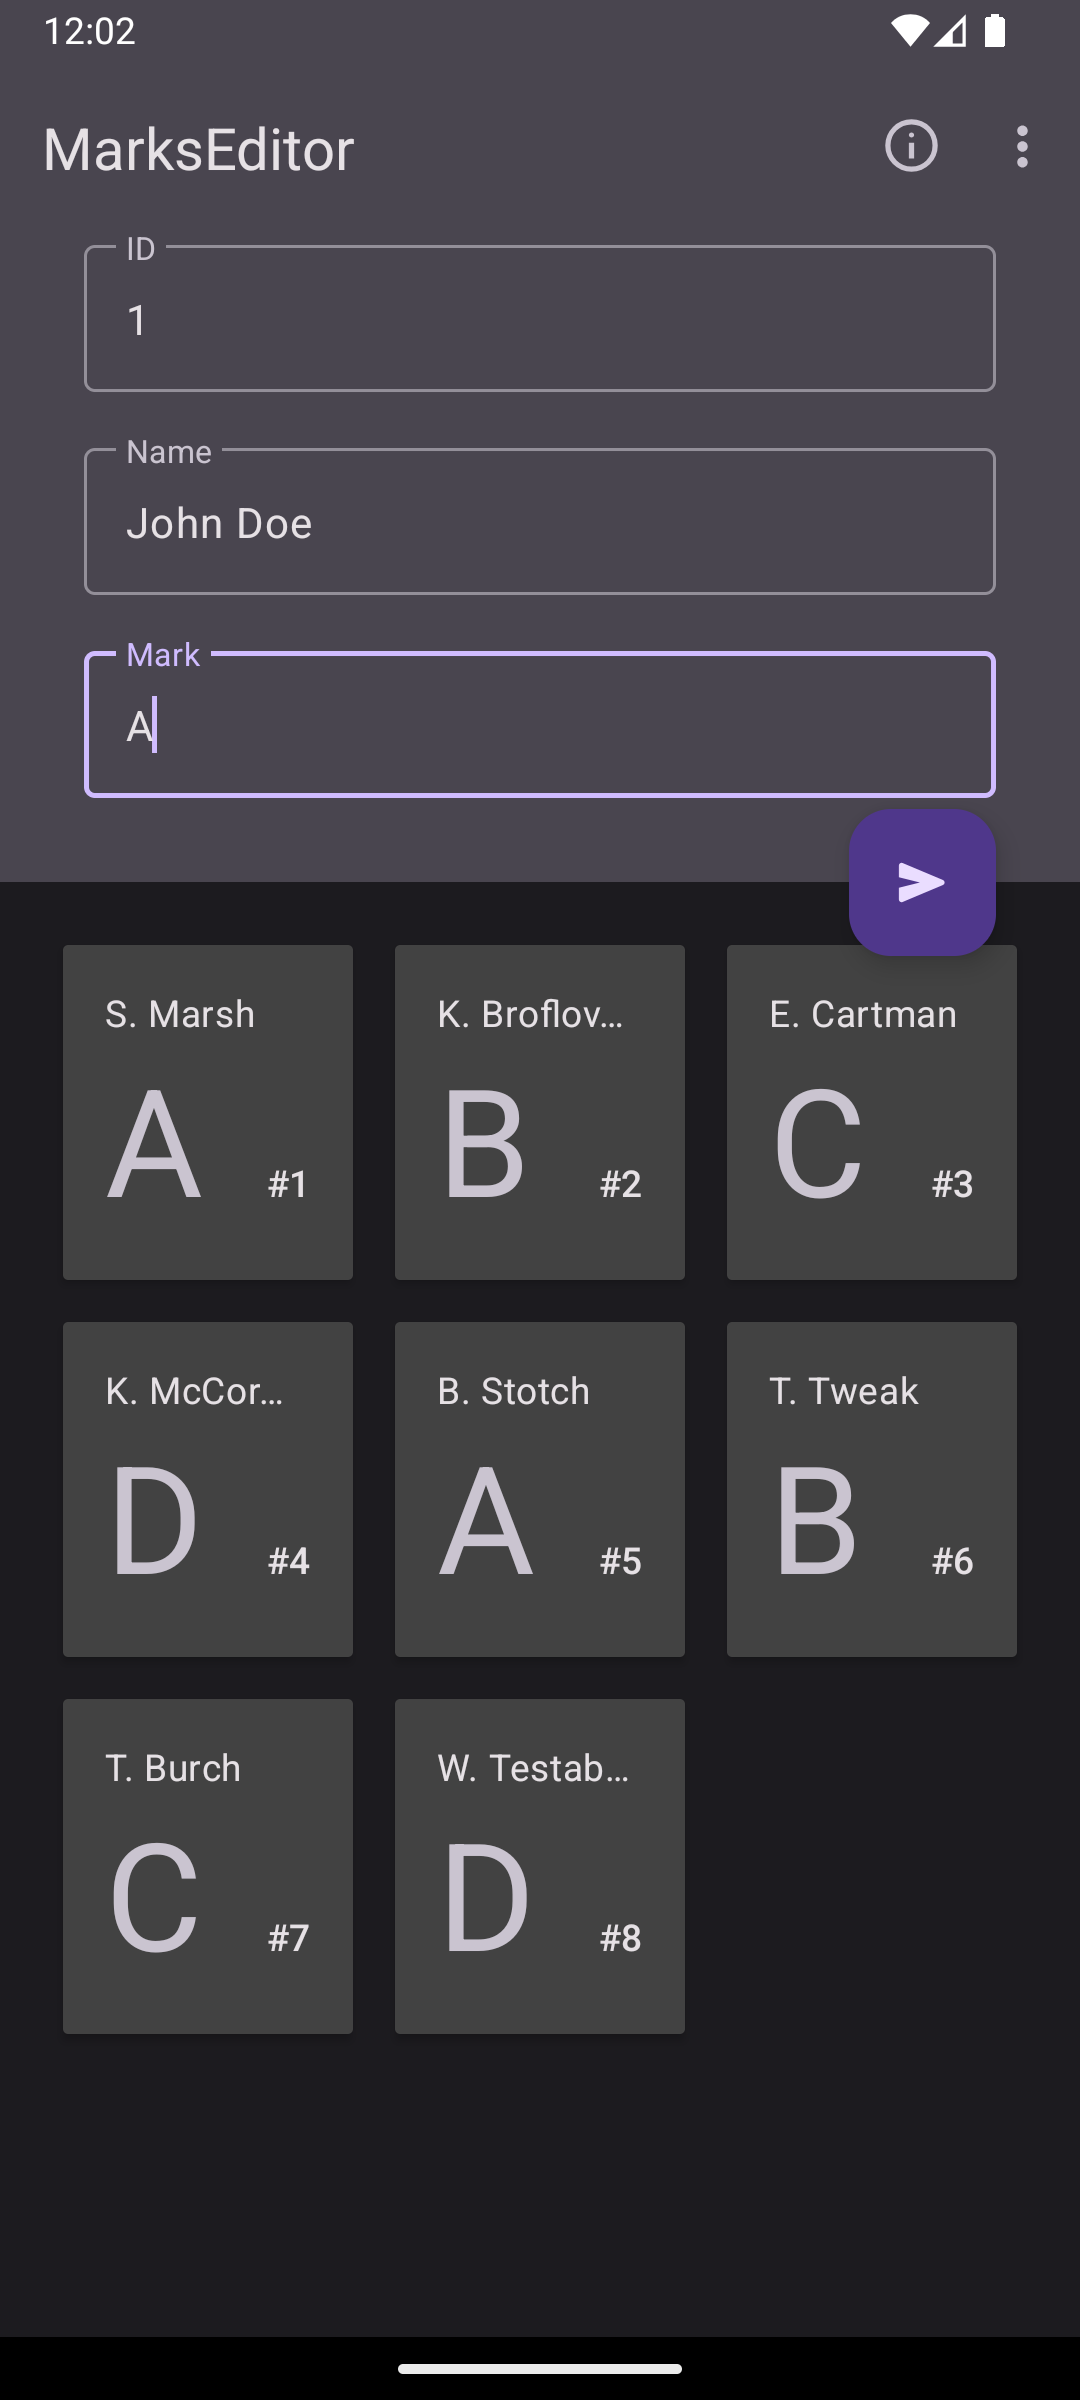 12:02
MarksEditor
ID
1
Name
John Doe
Mark
A
S. Marsh
A #1
K. Broflov...
B #2
E. Cartman
C #3
K. McCor...
D #4
B. Stotch
A #5
T. Tweak
B #6
T. Burch
C #7
W. Testab...
D #8